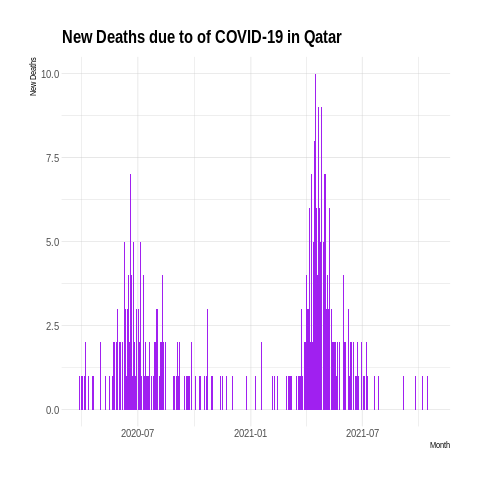 New Deaths due to of COVID-19 in Qatar
New Deaths
10.0
7.5
5.0
2.5
0.0
2020-07
2021-01
2021-07
Month